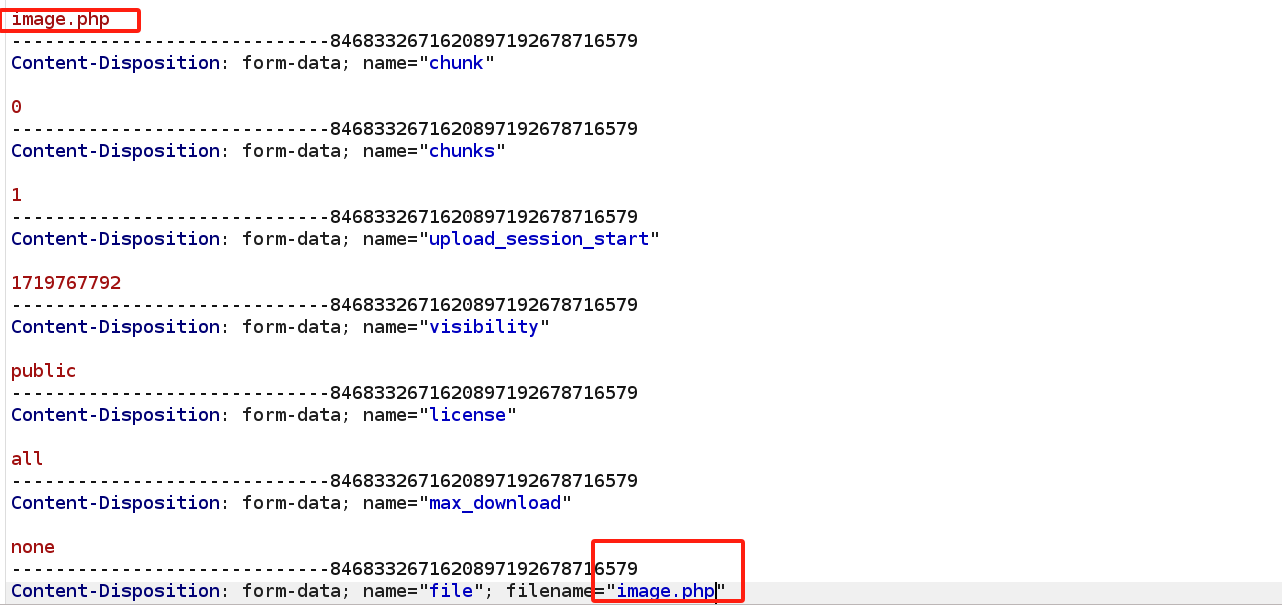 image.php
-----------------------------84683326716208971926787​16579
Content-Disposition: form-data; name="chunk"
0
-----------------------------8468332671620897192678716579
Content-Disposition: form-data; name="chunks"
1
-----------------------------8468332671620897192678716579
Content-Disposition: form-data; name="upload_session_start"
1719767792
-----------------------------8468332671620897192678716579
Content-Disposition: form-data; name="visibility"
public
-----------------------------8468332671620897192678716579
Content-Disposition: form-data; name="license"
all
-----------------------------8468332671620897192678716579
Content-Disposition: form-data; name="max_download"
none
-----------------------------8468332671620897192678716579
Content-Disposition: form-data; name="file"; filename="image.php"